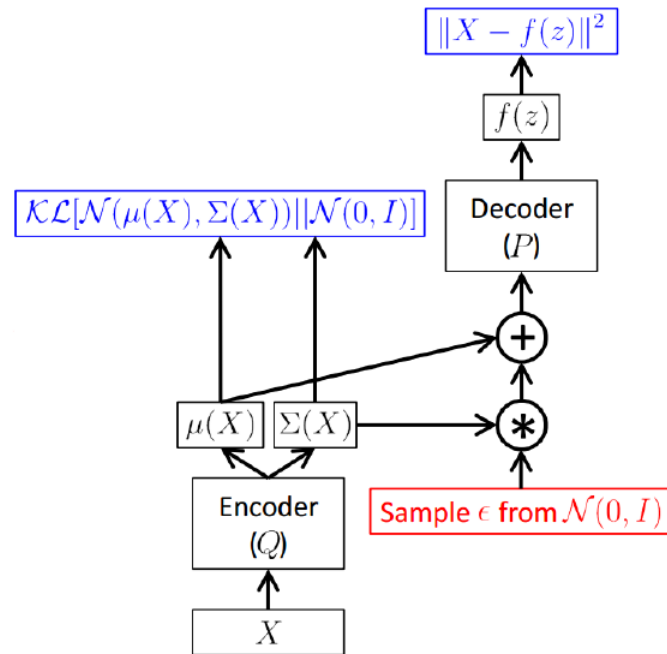 ‖X − f(z)‖²
f(z)
𝒦ℒ[𝒩(μ(X), Σ(X))||𝒩(0, I)]
Decoder
(P)
+
μ(X)
Σ(X)
*
Encoder
(Q)
Sample ϵ from 𝒩(0, I)
X